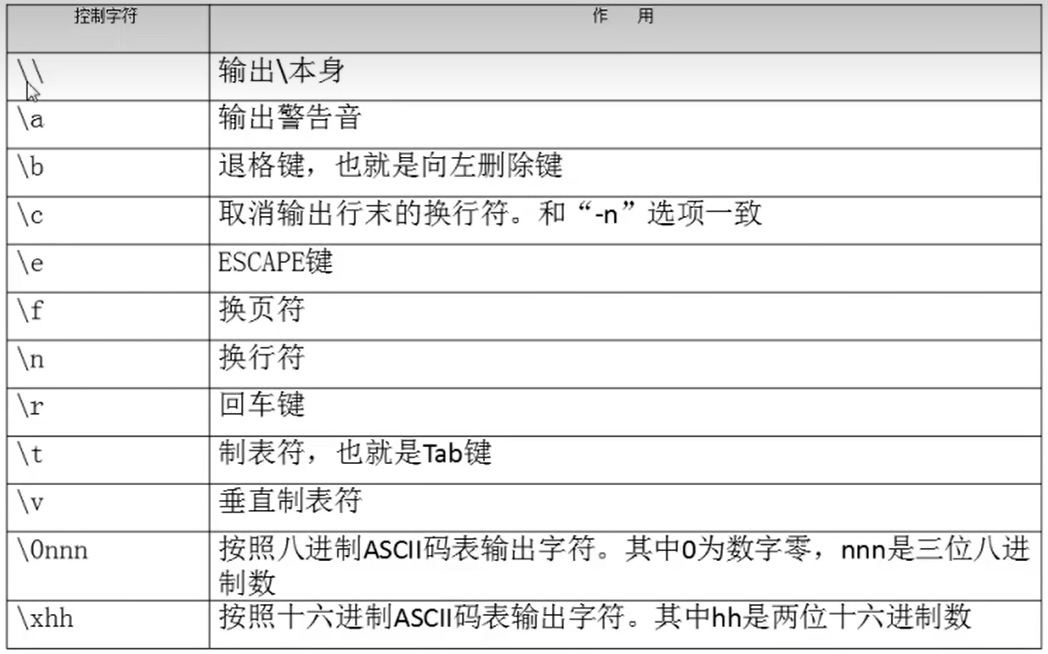 控制字符 作 用
\\ 输出\本身
\a 输出警告音
\b 退格键，也就是向左删除键
\c 取消输出行末的换行符。和“-n”选项一致
\e ESCAPE键
\f 换页符
\n 换行符
\r 回车键
\t 制表符，也就是Tab键
\v 垂直制表符
\0nnn 按照八进制ASCII码表输出字符。其中0为数字零，nnn是三位八进
制数
\xhh 按照十六进制ASCII码表输出字符。其中hh是两位十六进制数